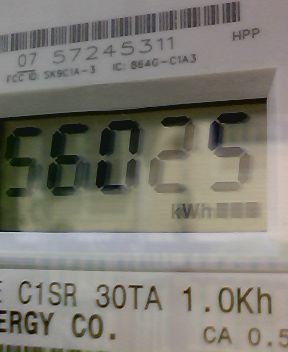 HPP
07 57245311
FCC ID: SK9C1A-3 IC: 864G-C1A3
56025
kWh
E C1SR 30TA 1.0Kh
ERGY CO.
CA 0.5